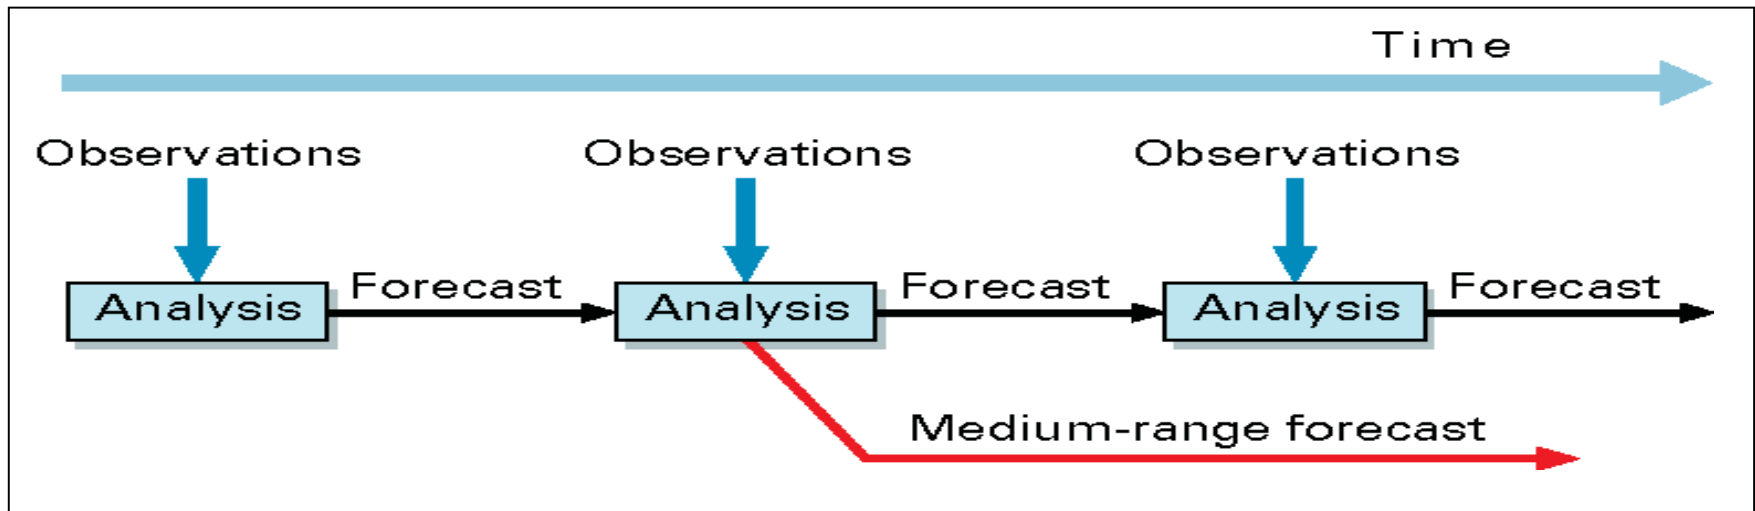 Time
Observations Observations Observations
Forecast Forecast Forecast
Analysis Analysis Analysis
Medium-range forecast